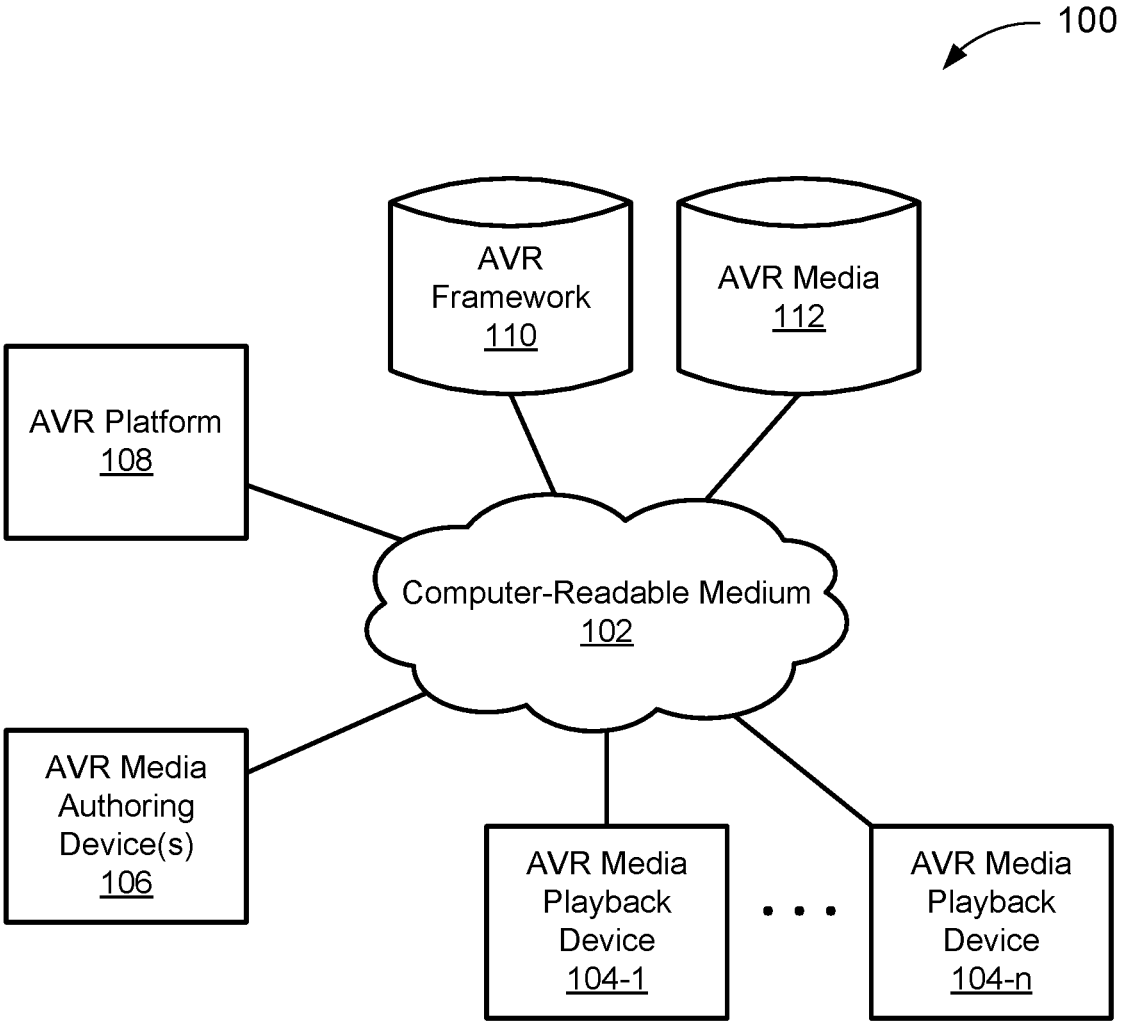 100
AVR
Framework
110
AVR Media
112
AVR Platform
108
Computer-Readable Medium
102
AVR Media
Authoring
Device(s)
106
AVR Media
Playback
Device
104-1
. . .
AVR Media
Playback
Device
104-n